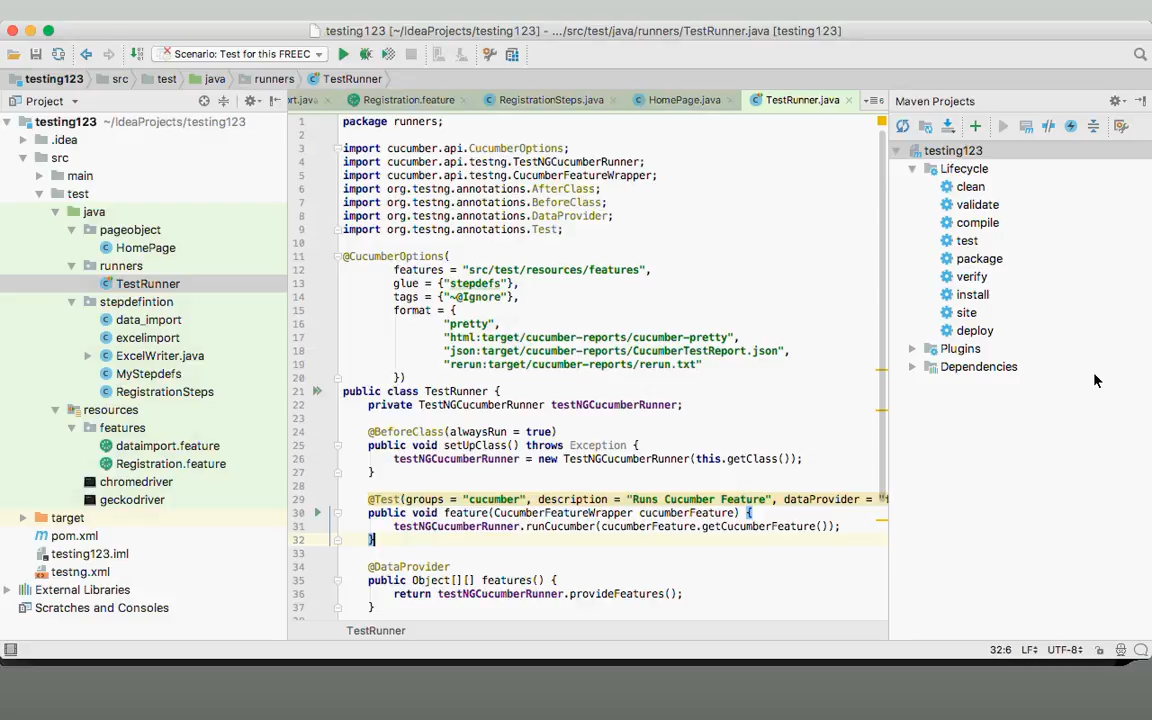 testing123 [~/IdeaProjects/testing123] - .../src/test/java/runners/TestRunner.java [testing123]
Scenario: Test for this FREEC
testing123 src test java runners TestRunner
Project
rt.java Registration.feature RegistrationSteps.java HomePage.java TestRunner.java
Maven Projects
testing123 ~/IdeaProjects/testing123
.idea
src
main
test
java
pageobject
HomePage
runners
TestRunner
stepdefintion
data_import
excelimport
ExcelWriter.java
MyStepdefs
RegistrationSteps
resources
features
dataimport.feature
Registration.feature
chromedriver
geckodriver
target
pom.xml
testing123.iml
testng.xml
External Libraries
Scratches and Consoles
1 package runners;
2
3 import cucumber.api.CucumberOptions;
4 import cucumber.api.testng.TestNGCucumberRunner;
5 import cucumber.api.testng.CucumberFeatureWrapper;
6 import org.testng.annotations.AfterClass;
7 import org.testng.annotations.BeforeClass;
8 import org.testng.annotations.DataProvider;
9 import org.testng.annotations.Test;
10
11 @CucumberOptions(
12 features = "src/test/resources/features",
13 glue = {"stepdefs"},
14 tags = {"~@Ignore"},
15 format = {
16 "pretty",
17 "html:target/cucumber-reports/cucumber-pretty",
18 "json:target/cucumber-reports/CucumberTestReport.json",
19 "rerun:target/cucumber-reports/rerun.txt"
20 })
21 public class TestRunner {
22 private TestNGCucumberRunner testNGCucumberRunner;
23
24 @BeforeClass(alwaysRun = true)
25 public void setUpClass() throws Exception {
26 testNGCucumberRunner = new TestNGCucumberRunner(this.getClass());
27 }
28
29 @Test(groups = "cucumber", description = "Runs Cucumber Feature", dataProvider = "f
30 public void feature(CucumberFeatureWrapper cucumberFeature) {
31 testNGCucumberRunner.runCucumber(cucumberFeature.getCucumberFeature());
32 }
33
34 @DataProvider
35 public Object[][] features() {
36 return testNGCucumberRunner.provideFeatures();
37 }
TestRunner
testing123
Lifecycle
clean
validate
compile
test
package
verify
install
site
deploy
Plugins
Dependencies
32:6 LF UTF-8